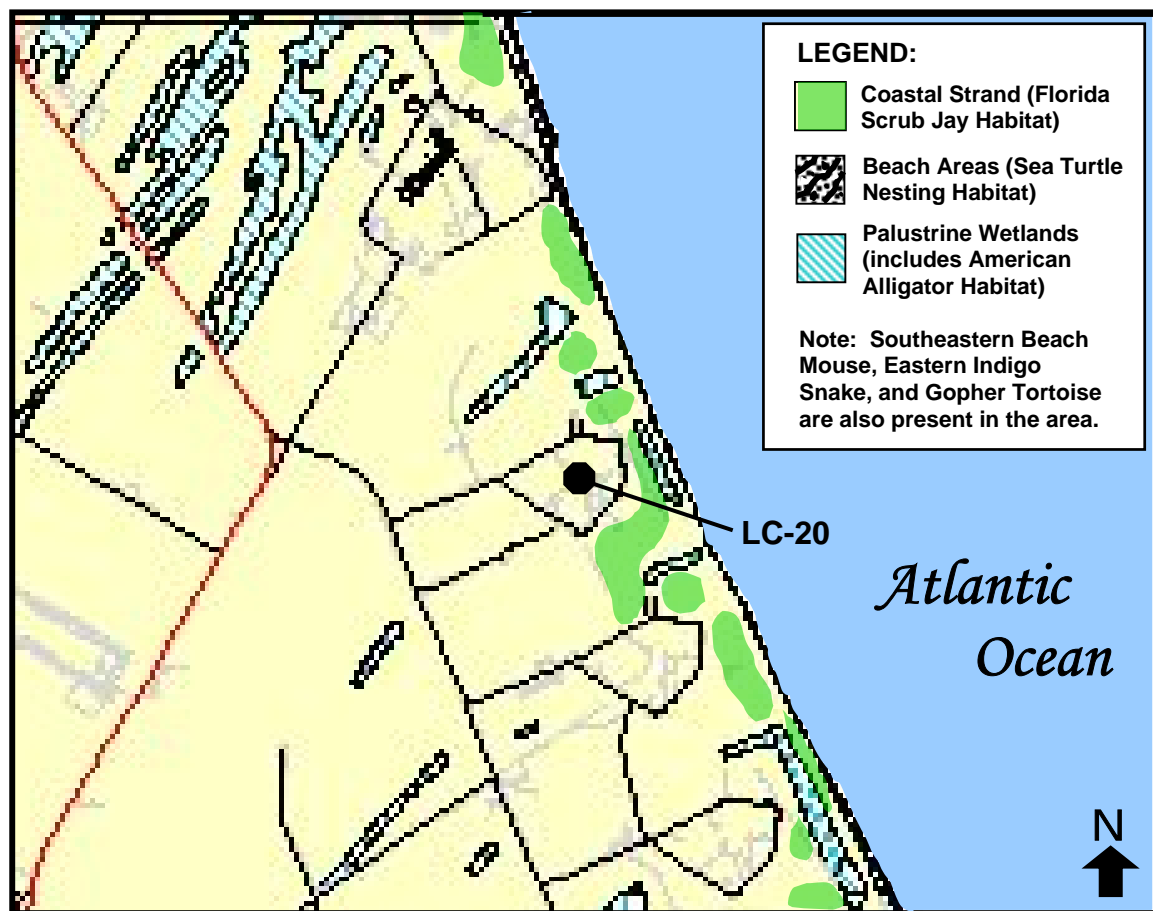 LEGEND:
Coastal Strand (Florida
Scrub Jay Habitat)
Beach Areas (Sea Turtle
Nesting Habitat)
Palustrine Wetlands
(includes American
Alligator Habitat)
Note: Southeastern Beach
Mouse, Eastern Indigo
Snake, and Gopher Tortoise
are also present in the area.
LC-20
Atlantic
Ocean
N